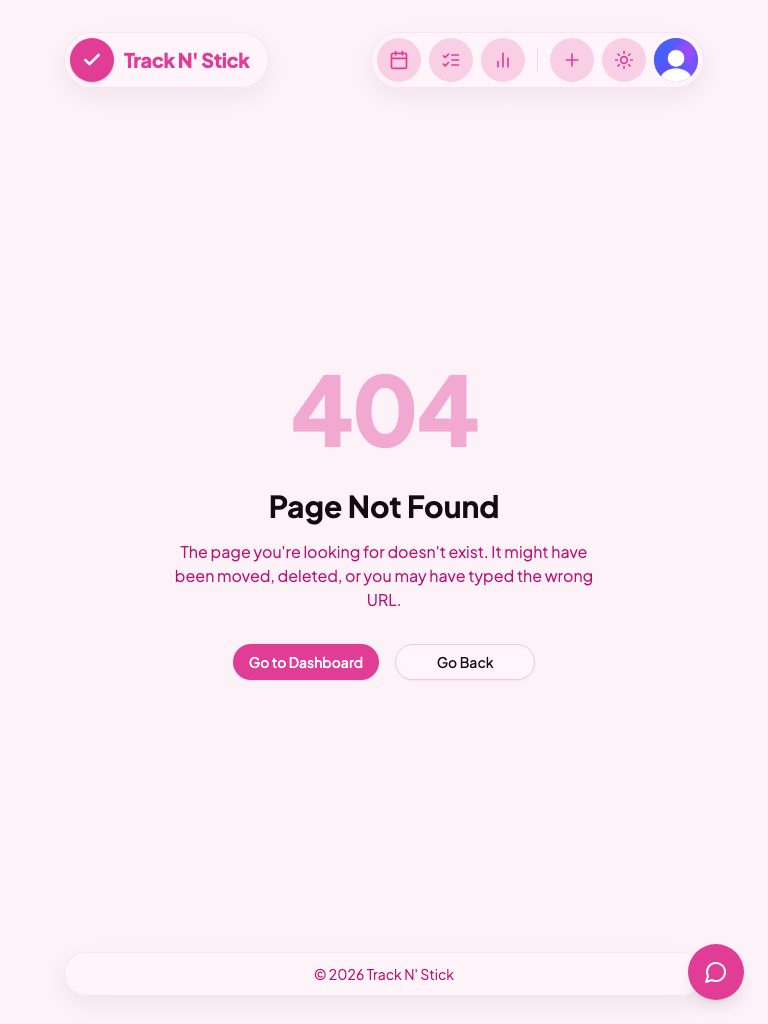 Track N' Stick
404
Page Not Found
The page you're looking for doesn't exist. It might have
been moved, deleted, or you may have typed the wrong
URL.
Go to Dashboard
Go Back
© 2026 Track N' Stick